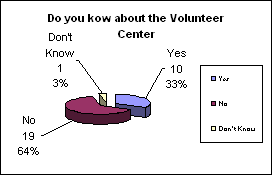 Do you kow about the Volunteer
Center
Don't
Know
1
3%
Yes
10
33%
No
19
64%
Yes
No
Don't Know